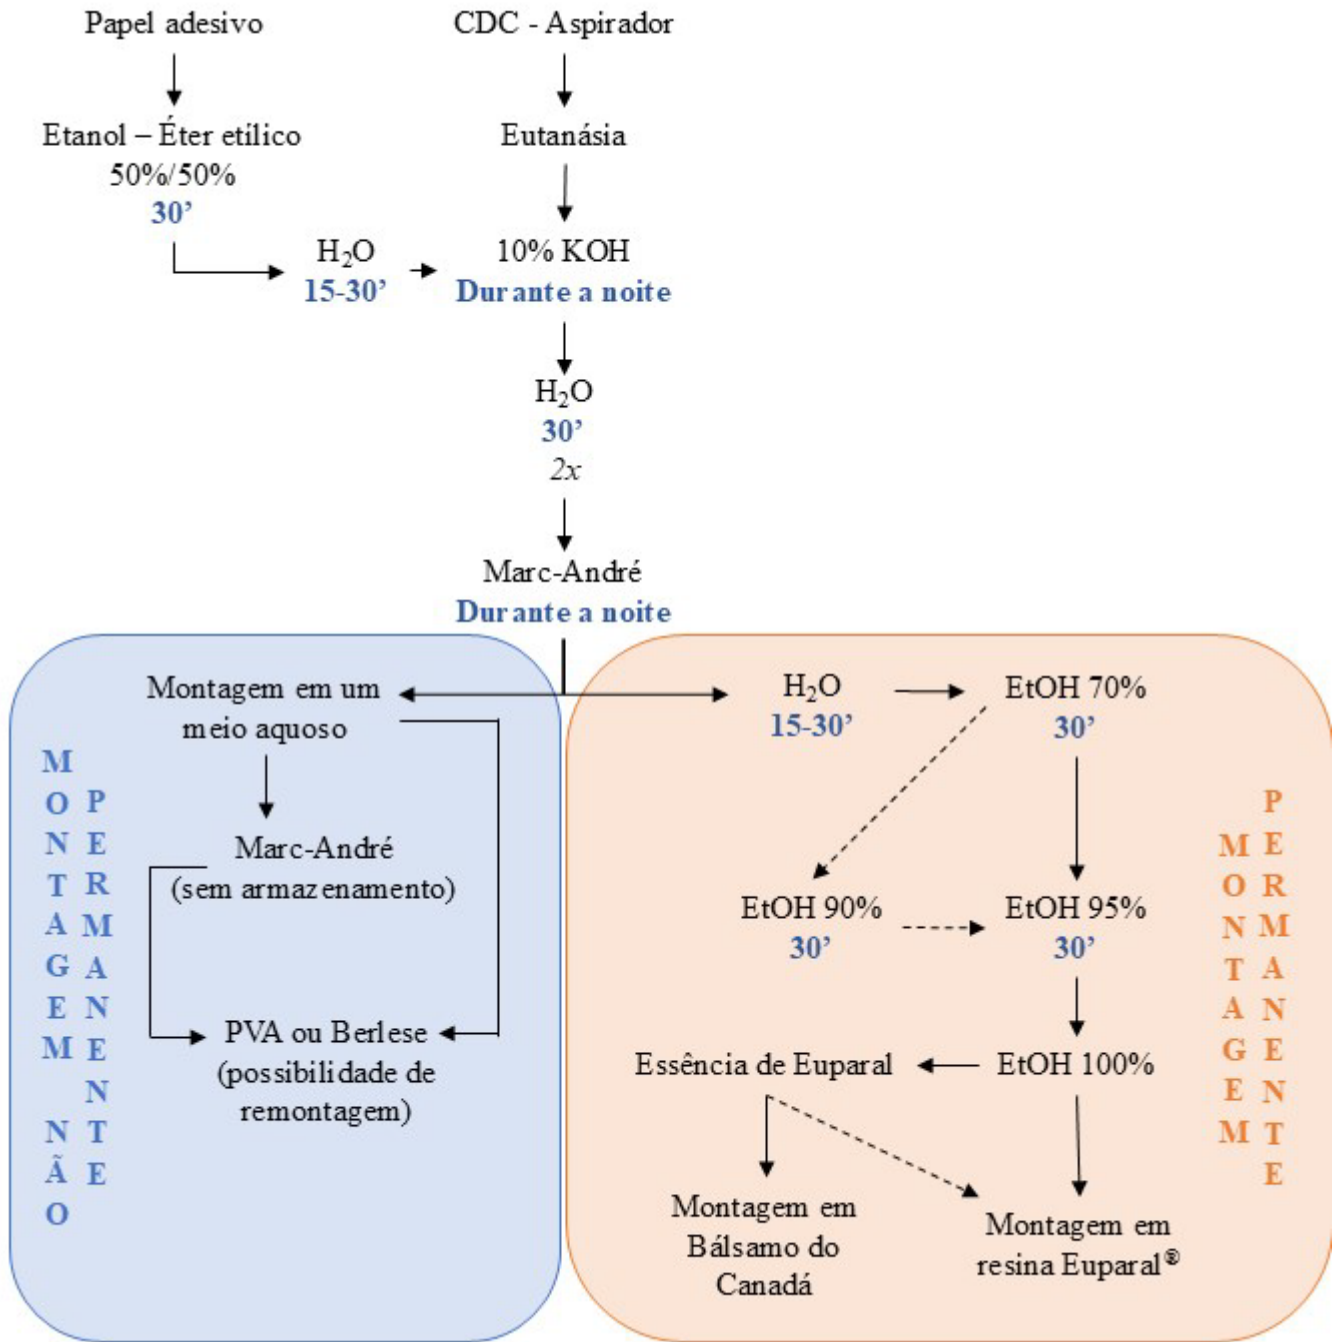 Papel adesivo
CDC - Aspirador
Etanol – Éter etílico
50%/50%
30’
Eutanásia
H₂O
15-30’
10% KOH
Durante a noite
H₂O
30’
2x
Marc-André
Durante a noite
Montagem em um
meio aquoso
Marc-André
(sem armazenamento)
PVA ou Berlese
(possibilidade de
remontagem)
MONTAGEM NÃO
PERMANENTE
H₂O
15-30’
EtOH 70%
30’
EtOH 90%
30’
EtOH 95%
30’
Essência de Euparal
EtOH 100%
Montagem em
Bálsamo do
Canadá
Montagem em
resina Euparal®
MONTAGEM
PERMANENTE